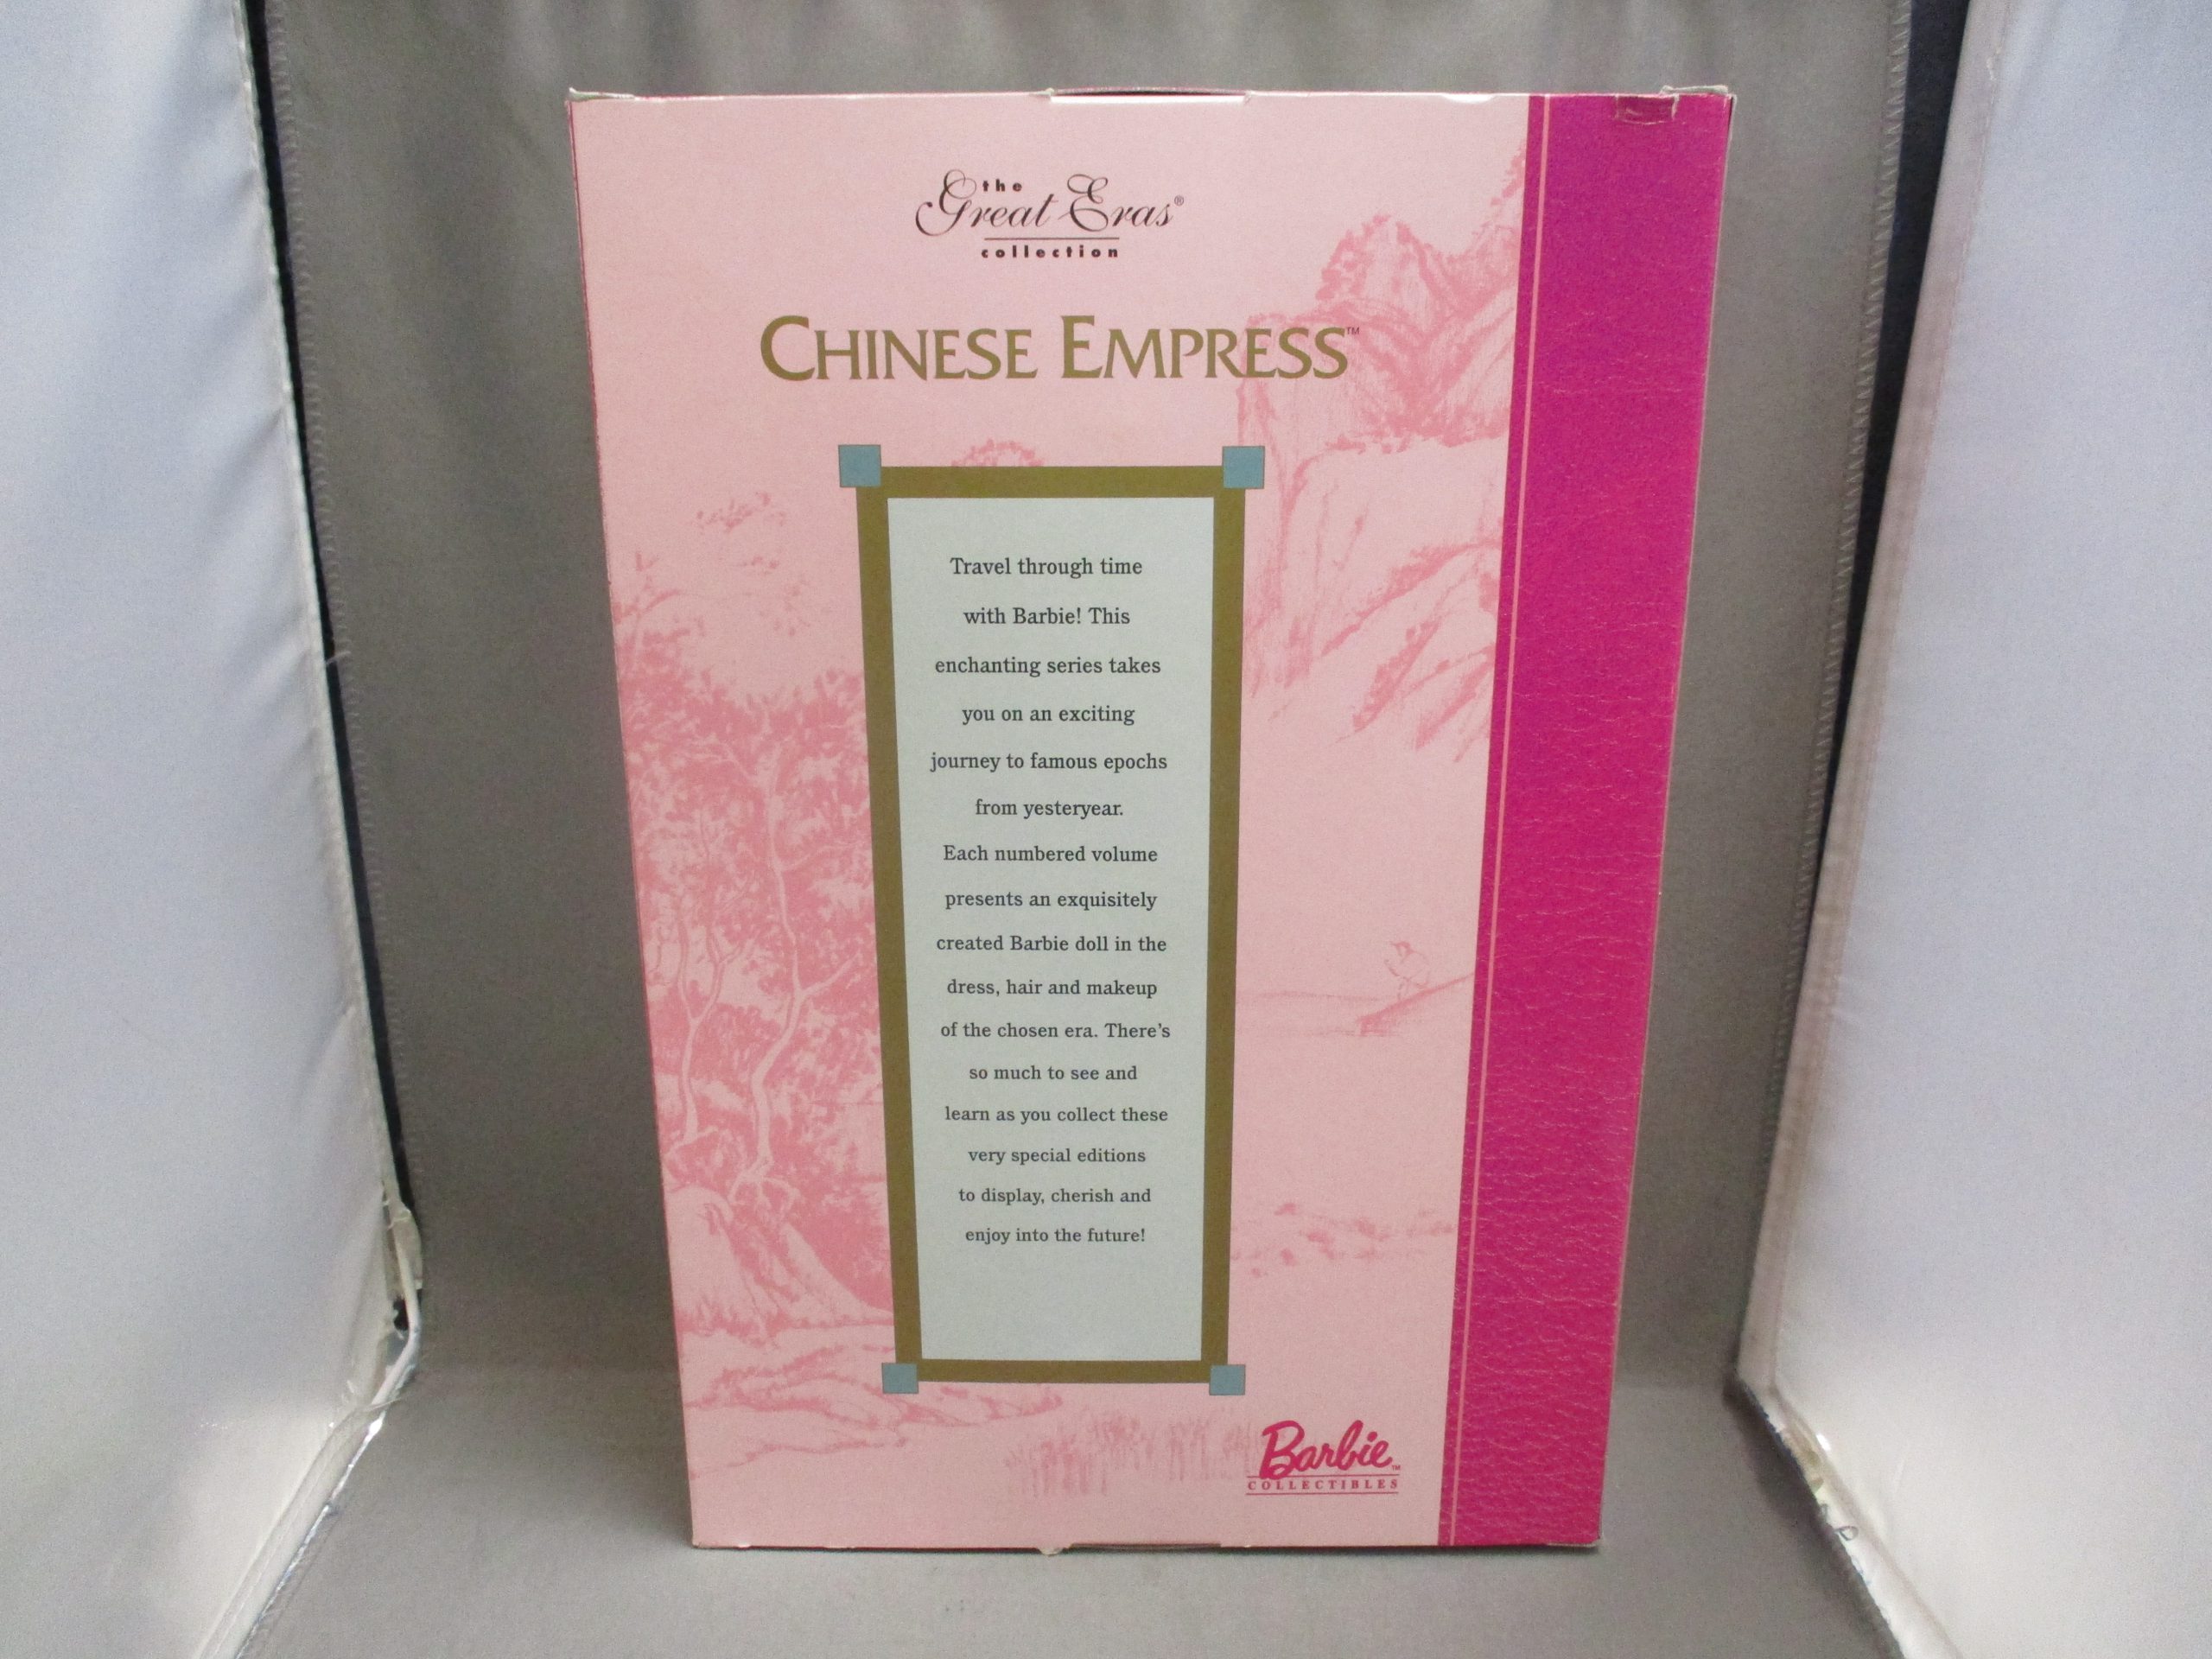 the
Great Eras®
collection
CHINESE EMPRESS™
Travel through time
with Barbie! This
enchanting series takes
you on an exciting
journey to famous epochs
from yesteryear.
Each numbered volume
presents an exquisitely
created Barbie doll in the
dress, hair and makeup
of the chosen era. There's
so much to see and
learn as you collect these
very special editions
to display, cherish and
enjoy into the future!
Barbie™
COLLECTIBLES